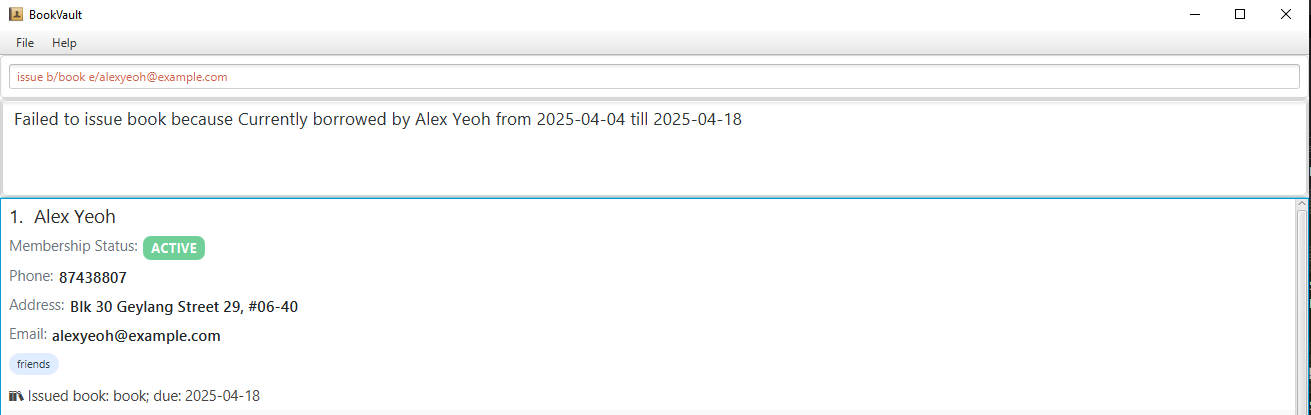 BookVault
File Help
issue b/book e/alexyeoh@example.com
Failed to issue book because Currently borrowed by Alex Yeoh from 2025-04-04 till 2025-04-18
1. Alex Yeoh
Membership Status: ACTIVE
Phone: 87438807
Address: Blk 30 Geylang Street 29, #06-40
Email: alexyeoh@example.com
friends
Issued book: book; due: 2025-04-18